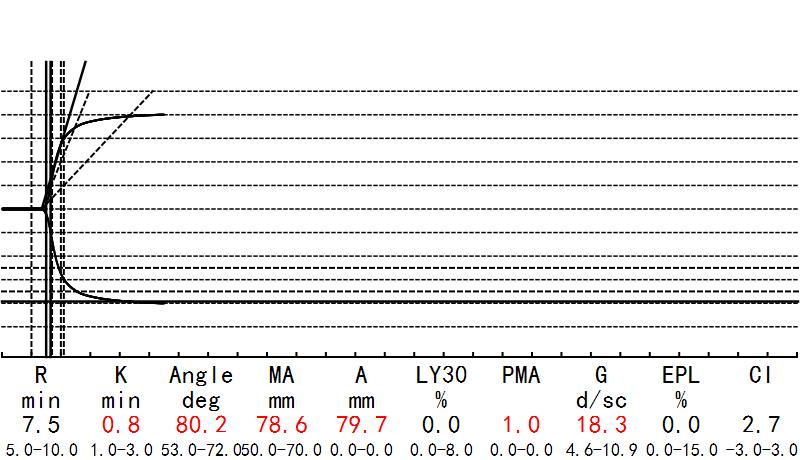 R K Angle MA A LY30 PMA G EPL CI
min min deg mm mm % d/sc %
7.5 0.8 80.2 78.6 79.7 0.0 1.0 18.3 0.0 2.7
5.0-10.0 1.0-3.0 53.0-72.0 50.0-70.0 0.0-0.0 0.0-8.0 0.0-0.0 4.6-10.9 0.0-15.0 -3.0-3.0